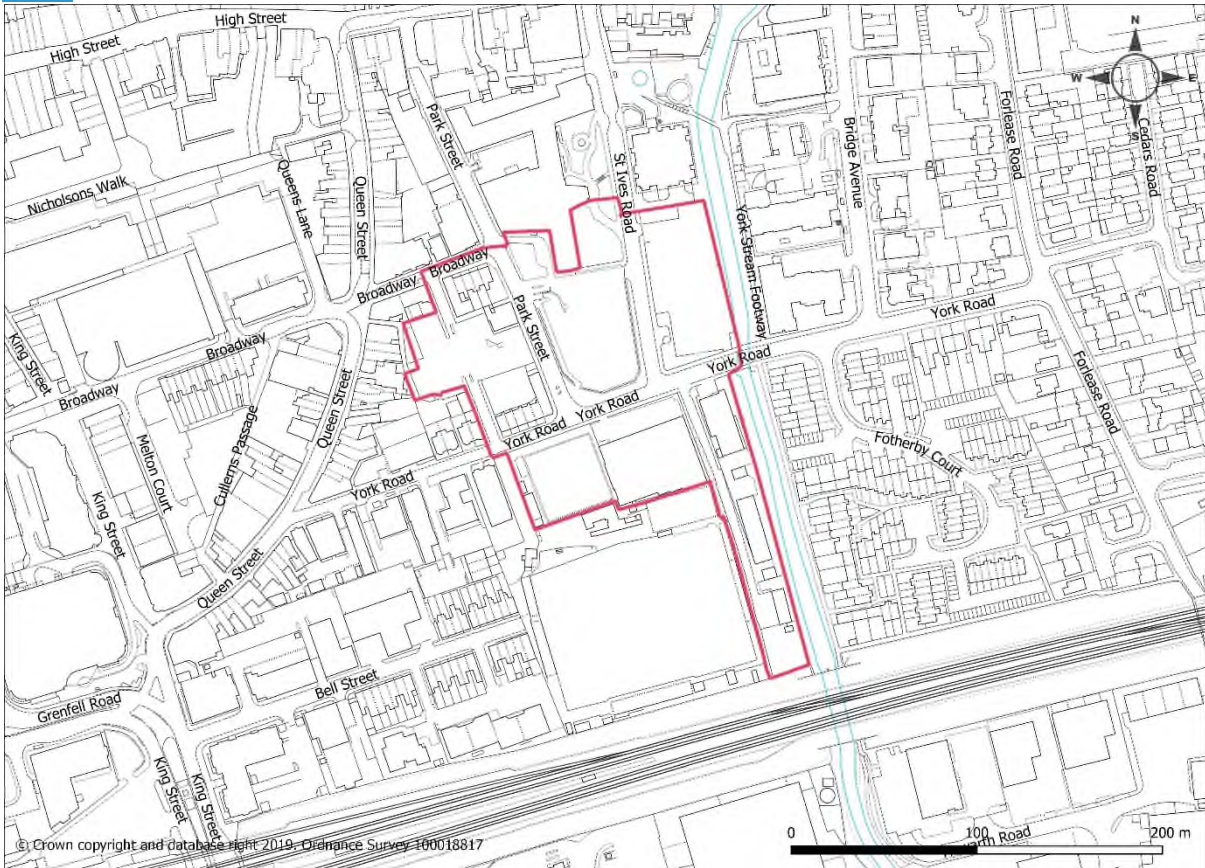 High Street
High Street
N
W
W
E
S
Park Street
St Ives Road
Bridge Avenue
Forlease Road
Cedars Road
Queens Lane
Queen Street
Nicholsons Walk
York Stream Footway
Broadway
Broadway
Park Street
York Road
York Road
Broadway
King Street
Broadway
Queen Street
Forlease Road
Melton Court
Cullerns Passage
York Road
York Road
Fotherby Court
York Road
King Street
Queen Street
Bell Street
Grenfell Road
King Street
King Street
0
100
200 m
Road
© Crown copyright and database right 2019. Ordnance Survey 100018817